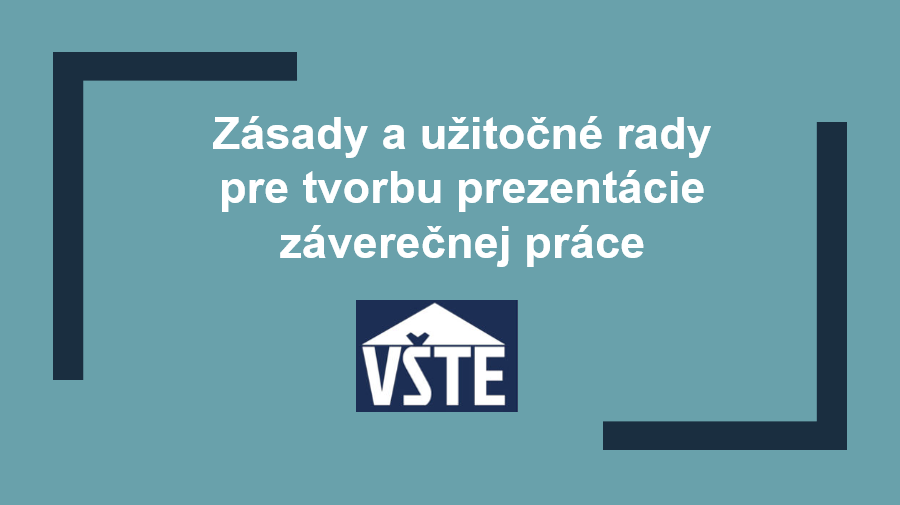 Zásady a užitočné rady
pre tvorbu prezentácie
záverečnej práce
VŠTE